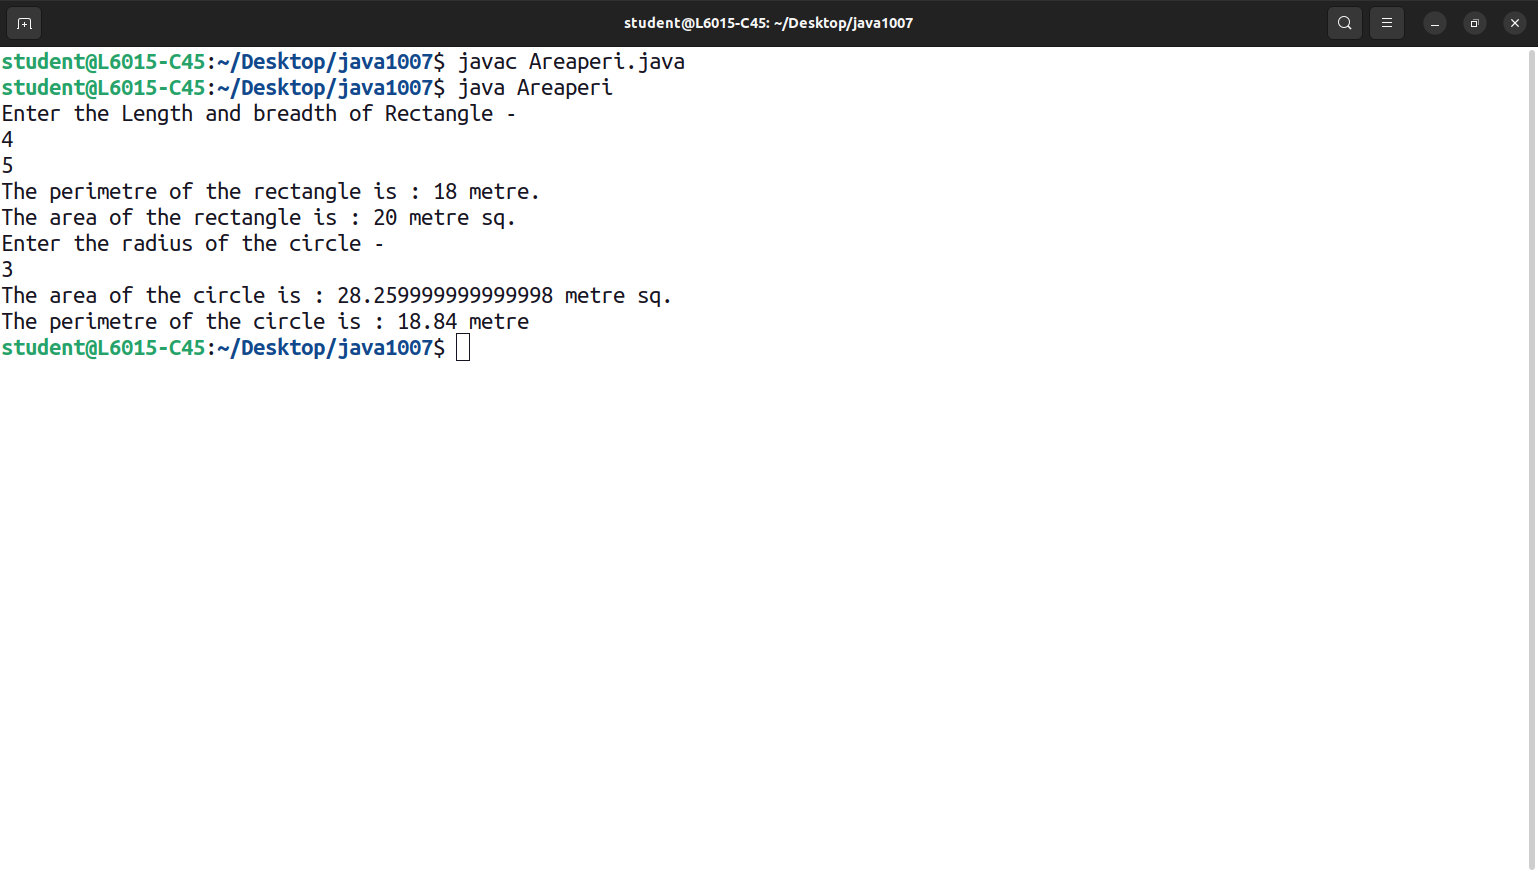 student@L6015-C45: ~/Desktop/java1007
student@L6015-C45:~/Desktop/java1007$ javac Areaperi.java
student@L6015-C45:~/Desktop/java1007$ java Areaperi
Enter the Length and breadth of Rectangle -
4
5
The perimetre of the rectangle is : 18 metre.
The area of the rectangle is : 20 metre sq.
Enter the radius of the circle -
3
The area of the circle is : 28.259999999999998 metre sq.
The perimetre of the circle is : 18.84 metre
student@L6015-C45:~/Desktop/java1007$